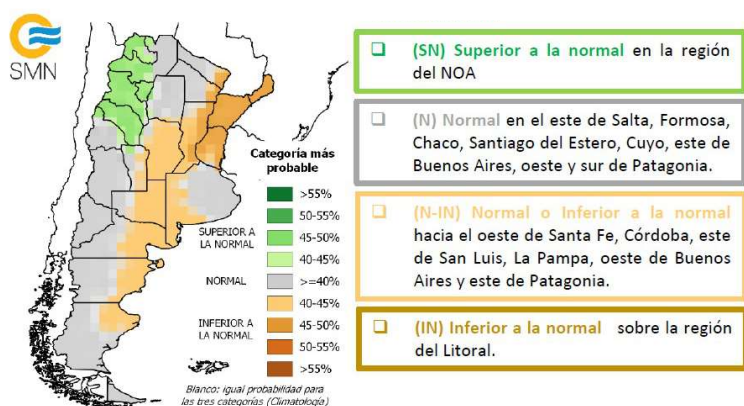 SMN
Categoría más
probable
>55%
50-55%
SUPERIOR A
LA NORMAL
45-50%
40-45%
NORMAL
>=40%
40-45%
INFERIOR A
LA NORMAL
45-50%
50-55%
>55%
Blanco: igual probabilidad para
las tres categorías (Climatología)
(SN) Superior a la normal en la región
del NOA
(N) Normal en el este de Salta, Formosa,
Chaco, Santiago del Estero, Cuyo, este de
Buenos Aires, oeste y sur de Patagonia.
(N-IN) Normal o Inferior a la normal
hacia el oeste de Santa Fe, Córdoba, este
de San Luis, La Pampa, oeste de Buenos
Aires y este de Patagonia.
(IN) Inferior a la normal sobre la región
del Litoral.